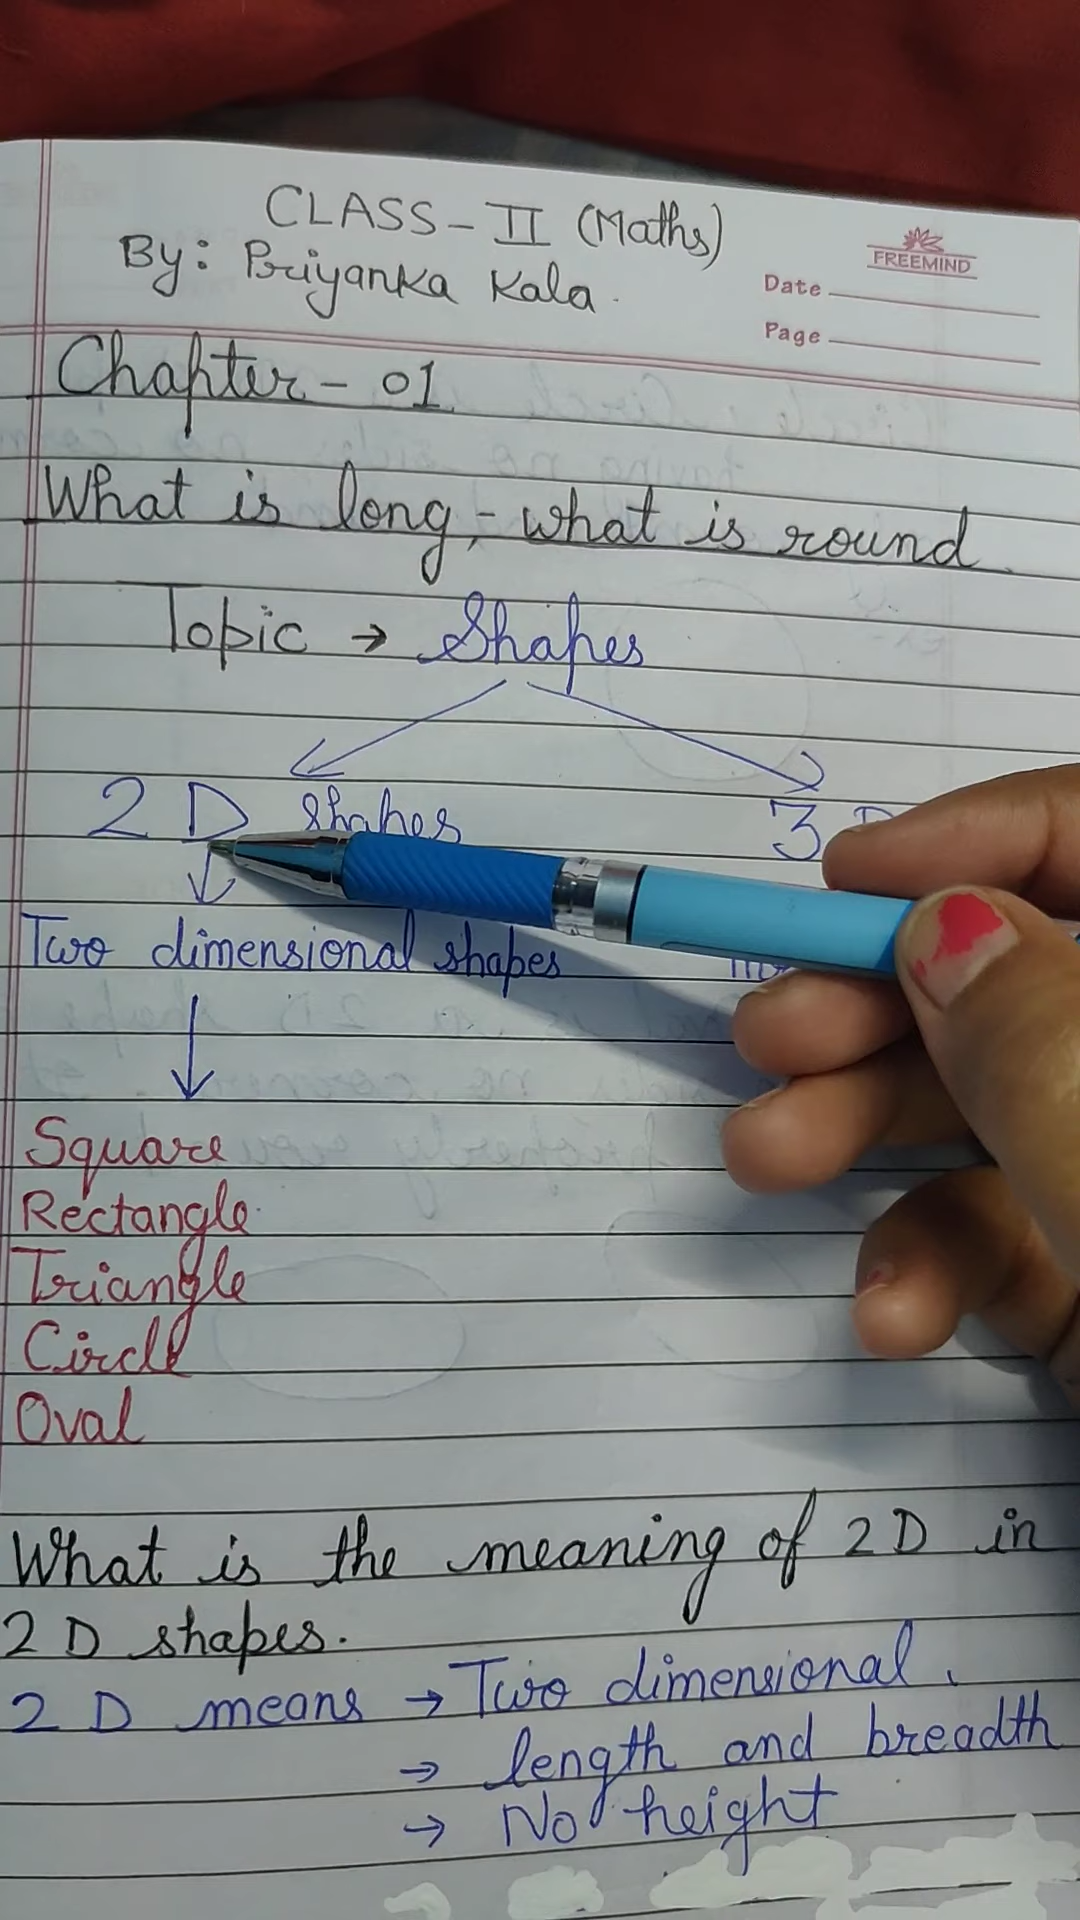 CLASS-II (Maths)
By: Priyanka Kala.
FREEMIND
Date
Page
Chapter-01
What is long, - what is round.
Topic → Shapes
2 D shapes 3 D
Two dimensional shapes
Square
Rectangle
Triangle
Circle
Oval
What is the meaning of 2D in
2 D shapes.
2 D means → Two dimensional.
→ length and breadth
→ No height